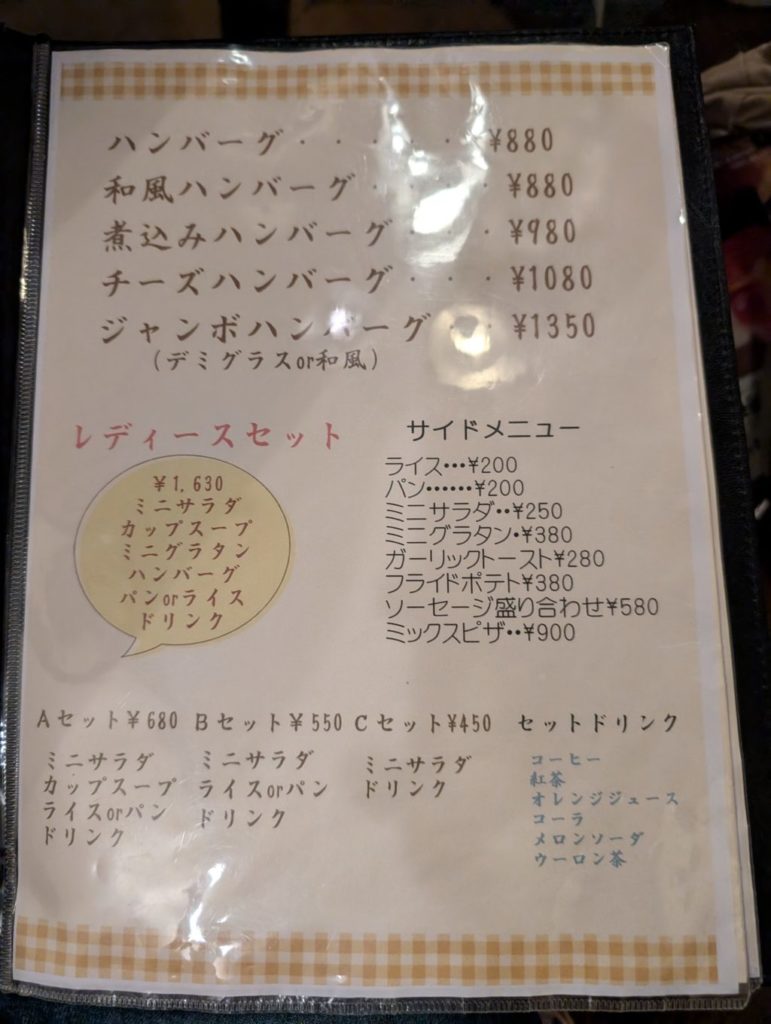 ハンバーグ・・・・・¥880
和風ハンバーグ・・・・¥880
煮込みハンバーグ・・・¥980
チーズハンバーグ・・・¥1080
ジャンボハンバーグ・・¥1350
(デミグラスor和風)
レディースセット
¥1,630
ミニサラダ
カップスープ
ミニグラタン
ハンバーグ
パンorライス
ドリンク
サイドメニュー
ライス･･･¥200
パン･･････¥200
ミニサラダ･･¥250
ミニグラタン･¥380
ガーリックトースト¥280
フライドポテト¥380
ソーセージ盛り合わせ¥580
ミックスピザ･･¥900
Aセット¥680
ミニサラダ
カップスープ
ライスorパン
ドリンク
Bセット¥550
ミニサラダ
ライスorパン
ドリンク
Cセット¥450
ミニサラダ
ドリンク
セットドリンク
コーヒー
紅茶
オレンジジュース
コーラ
メロンソーダ
ウーロン茶